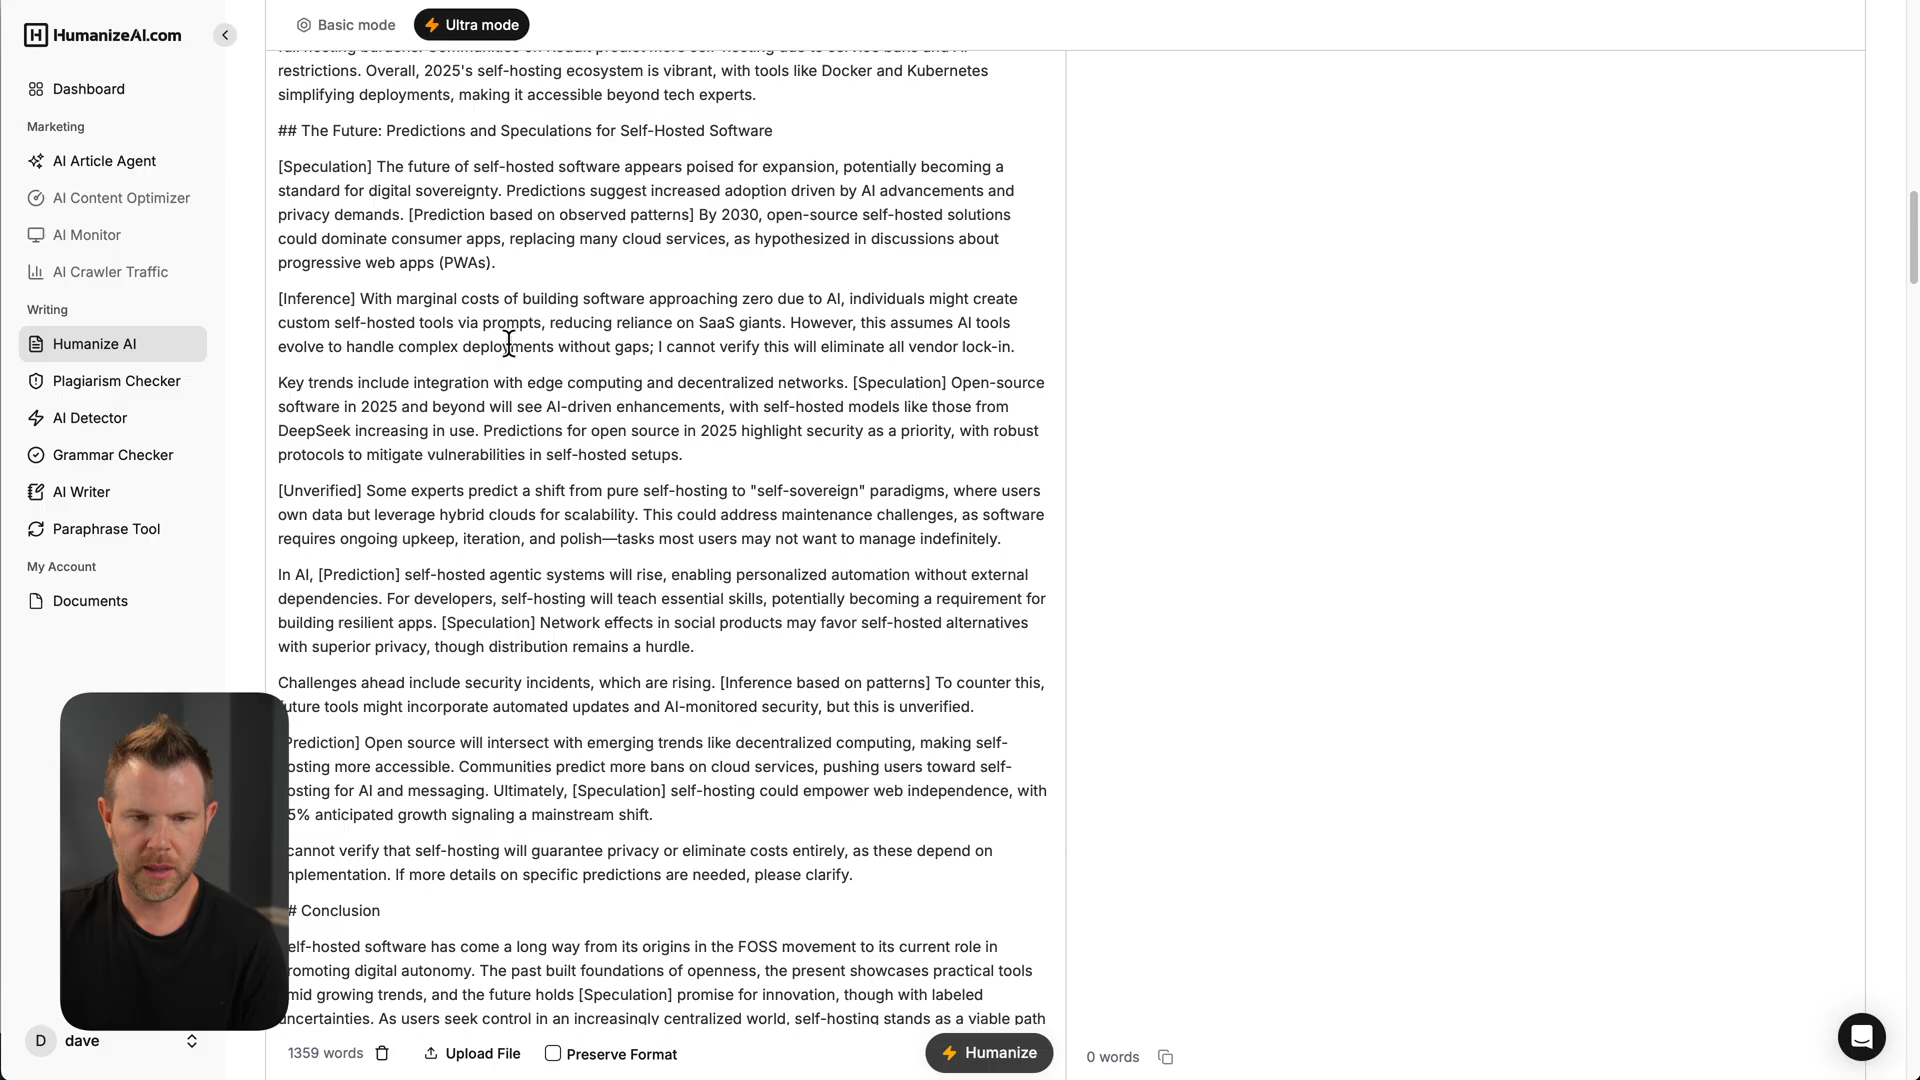 HumanizeAI.com
Dashboard
Marketing
AI Article Agent
AI Content Optimizer
AI Monitor
AI Crawler Traffic
Writing
Humanize AI
Plagiarism Checker
AI Detector
Grammar Checker
AI Writer
Paraphrase Tool
My Account
Documents
D dave
Basic mode
Ultra mode
restrictions. Overall, 2025's self-hosting ecosystem is vibrant, with tools like Docker and Kubernetes
simplifying deployments, making it accessible beyond tech experts.
## The Future: Predictions and Speculations for Self-Hosted Software
[Speculation] The future of self-hosted software appears poised for expansion, potentially becoming a
standard for digital sovereignty. Predictions suggest increased adoption driven by AI advancements and
privacy demands. [Prediction based on observed patterns] By 2030, open-source self-hosted solutions
could dominate consumer apps, replacing many cloud services, as hypothesized in discussions about
progressive web apps (PWAs).
[Inference] With marginal costs of building software approaching zero due to AI, individuals might create
custom self-hosted tools via prompts, reducing reliance on SaaS giants. However, this assumes AI tools
evolve to handle complex deployments without gaps; I cannot verify this will eliminate all vendor lock-in.
Key trends include integration with edge computing and decentralized networks. [Speculation] Open-source
software in 2025 and beyond will see AI-driven enhancements, with self-hosted models like those from
DeepSeek increasing in use. Predictions for open source in 2025 highlight security as a priority, with robust
protocols to mitigate vulnerabilities in self-hosted setups.
[Unverified] Some experts predict a shift from pure self-hosting to "self-sovereign" paradigms, where users
own data but leverage hybrid clouds for scalability. This could address maintenance challenges, as software
requires ongoing upkeep, iteration, and polish—tasks most users may not want to manage indefinitely.
In AI, [Prediction] self-hosted agentic systems will rise, enabling personalized automation without external
dependencies. For developers, self-hosting will teach essential skills, potentially becoming a requirement for
building resilient apps. [Speculation] Network effects in social products may favor self-hosted alternatives
with superior privacy, though distribution remains a hurdle.
Challenges ahead include security incidents, which are rising. [Inference based on patterns] To counter this,
uture tools might incorporate automated updates and AI-monitored security, but this is unverified.
Prediction] Open source will intersect with emerging trends like decentralized computing, making self-
osting more accessible. Communities predict more bans on cloud services, pushing users toward self-
osting for AI and messaging. Ultimately, [Speculation] self-hosting could empower web independence, with
5% anticipated growth signaling a mainstream shift.
cannot verify that self-hosting will guarantee privacy or eliminate costs entirely, as these depend on
mplementation. If more details on specific predictions are needed, please clarify.
# Conclusion
elf-hosted software has come a long way from its origins in the FOSS movement to its current role in
romoting digital autonomy. The past built foundations of openness, the present showcases practical tools
mid growing trends, and the future holds [Speculation] promise for innovation, though with labeled
uncertainties. As users seek control in an increasingly centralized world, self-hosting stands as a viable path
1359 words
Upload File
Preserve Format
Humanize
0 words